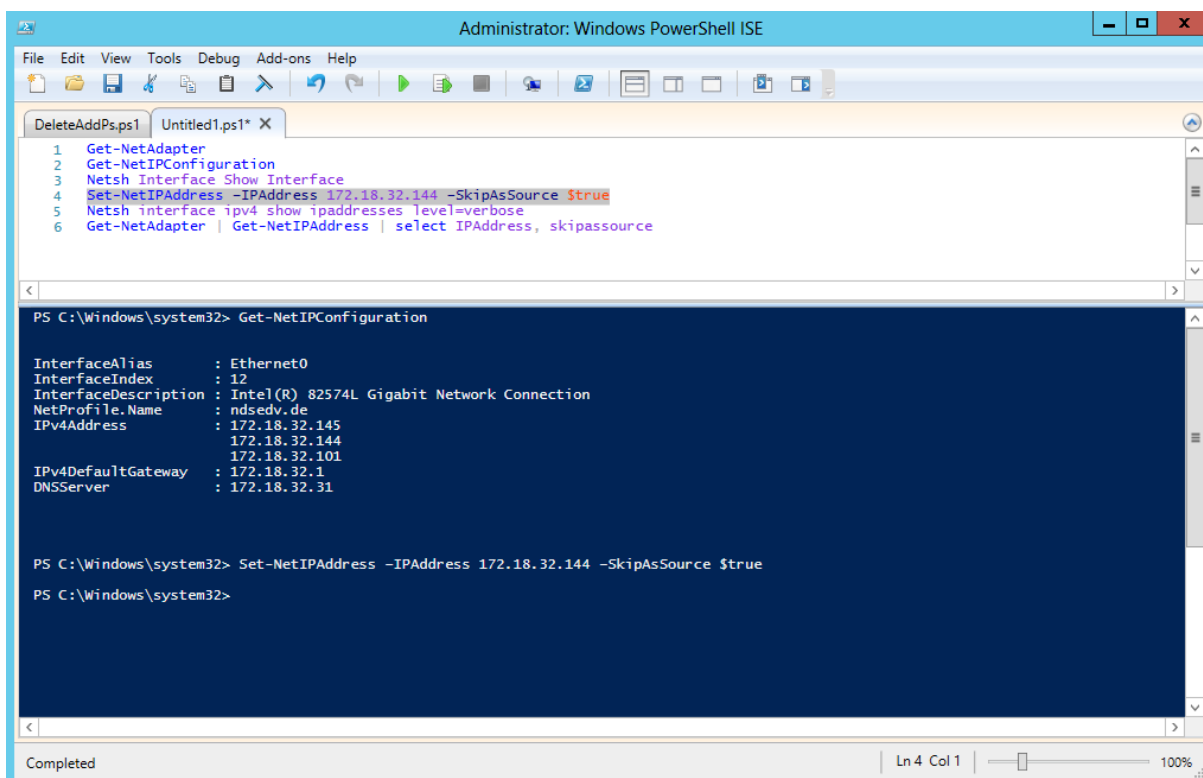 Administrator: Windows PowerShell ISE
File Edit View Tools Debug Add-ons Help
DeleteAddPs.ps1 Untitled1.ps1* X
1 Get-NetAdapter
2 Get-NetIPConfiguration
3 Netsh Interface Show Interface
4 Set-NetIPAddress –IPAddress 172.18.32.144 –SkipAsSource $true
5 Netsh interface ipv4 show ipaddresses level=verbose
6 Get-NetAdapter | Get-NetIPAddress | select IPAddress, skipassource
PS C:\Windows\system32> Get-NetIPConfiguration
InterfaceAlias : Ethernet0
InterfaceIndex : 12
InterfaceDescription : Intel(R) 82574L Gigabit Network Connection
NetProfile.Name : ndsedv.de
IPv4Address : 172.18.32.145
172.18.32.144
172.18.32.101
IPv4DefaultGateway : 172.18.32.1
DNSServer : 172.18.32.31
PS C:\Windows\system32> Set-NetIPAddress –IPAddress 172.18.32.144 –SkipAsSource $true
PS C:\Windows\system32>
Completed Ln 4 Col 1 100%